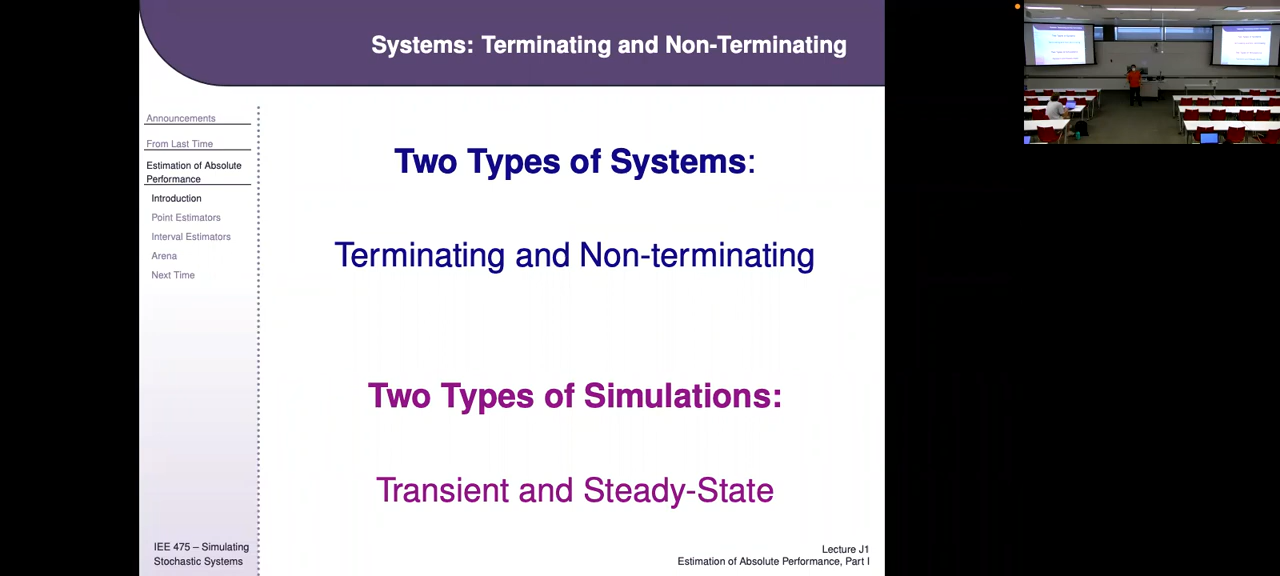 Systems: Terminating and Non-Terminating
Announcements
From Last Time
Estimation of Absolute
Performance
Introduction
Point Estimators
Interval Estimators
Arena
Next Time
Two Types of Systems:
Terminating and Non-terminating
Two Types of Simulations:
Transient and Steady-State
IEE 475 – Simulating
Stochastic Systems
Lecture J1
Estimation of Absolute Performance, Part I